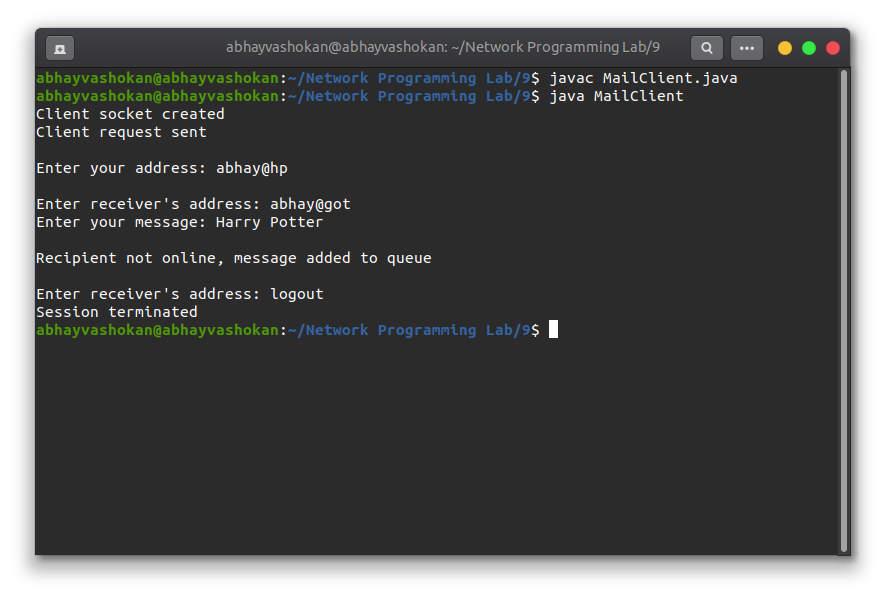 abhayvashokan@abhayvashokan: ~/Network Programming Lab/9
abhayvashokan@abhayvashokan:~/Network Programming Lab/9$ javac MailClient.java
abhayvashokan@abhayvashokan:~/Network Programming Lab/9$ java MailClient
Client socket created
Client request sent
Enter your address: abhay@hp
Enter receiver's address: abhay@got
Enter your message: Harry Potter
Recipient not online, message added to queue
Enter receiver's address: logout
Session terminated
abhayvashokan@abhayvashokan:~/Network Programming Lab/9$